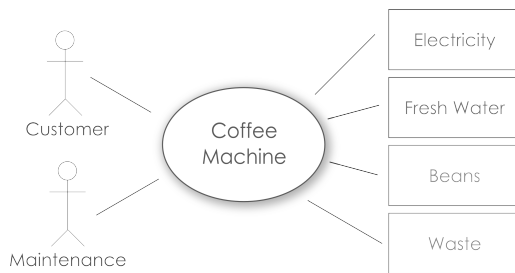 Customer
Maintenance
Coffee
Machine
Electricity
Fresh Water
Beans
Waste